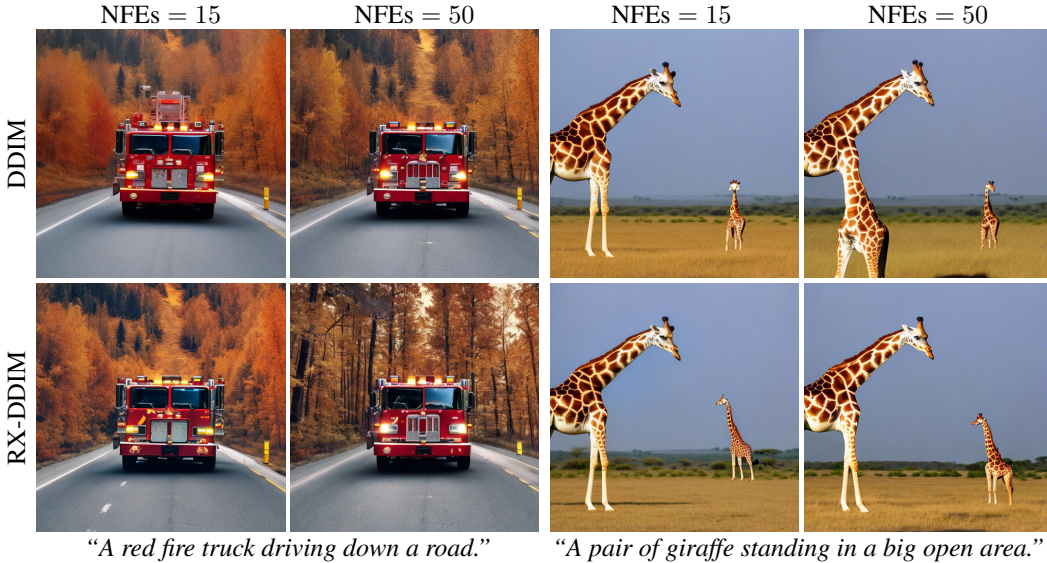 NFEs = 15 NFEs = 50 NFEs = 15 NFEs = 50
DDIM
RX-DDIM
“A red fire truck driving down a road.” “A pair of giraffe standing in a big open area.”